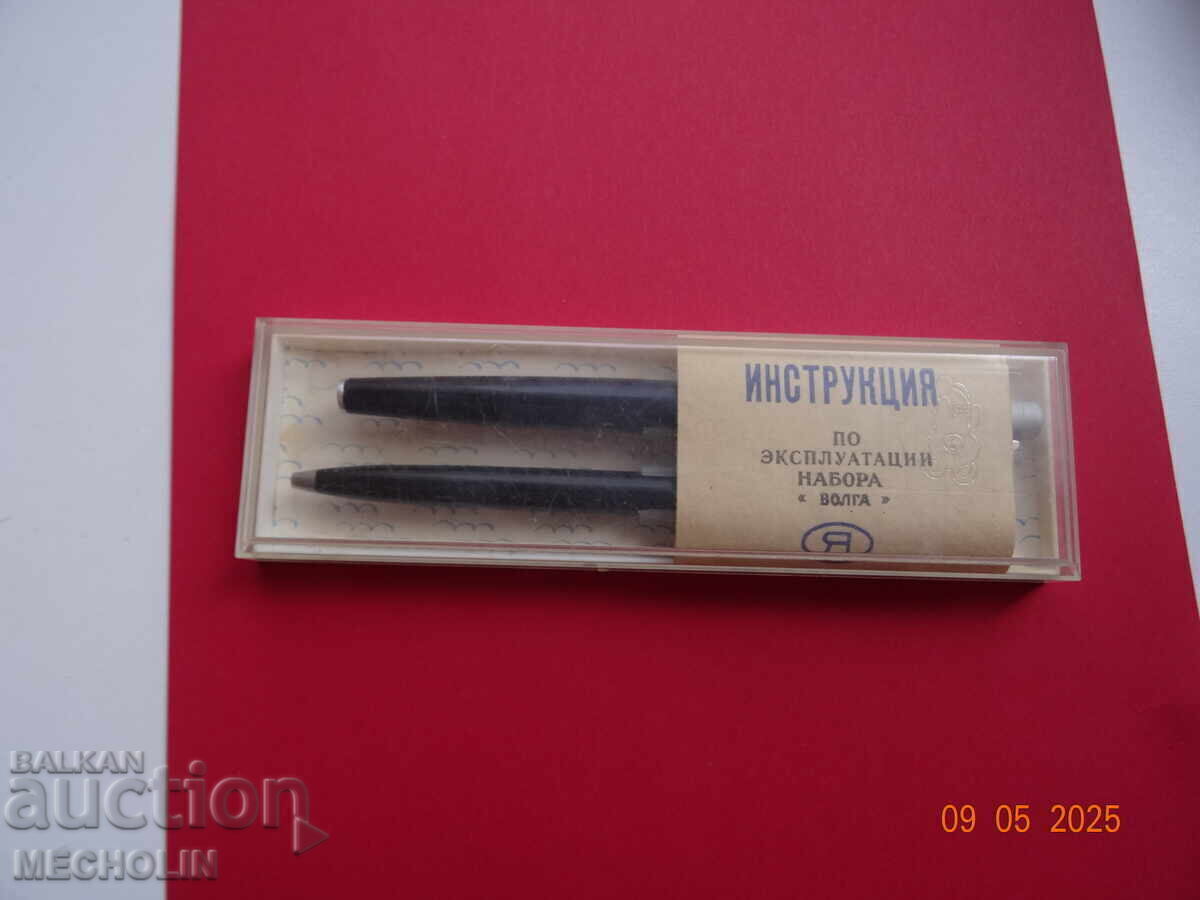 ИНСТРУКЦИЯ
ПО
ЭКСПЛУАТАЦИИ
НАБОРА
« ВОЛГА »
BALKAN
auction
MECHOLIN
09 05 2025